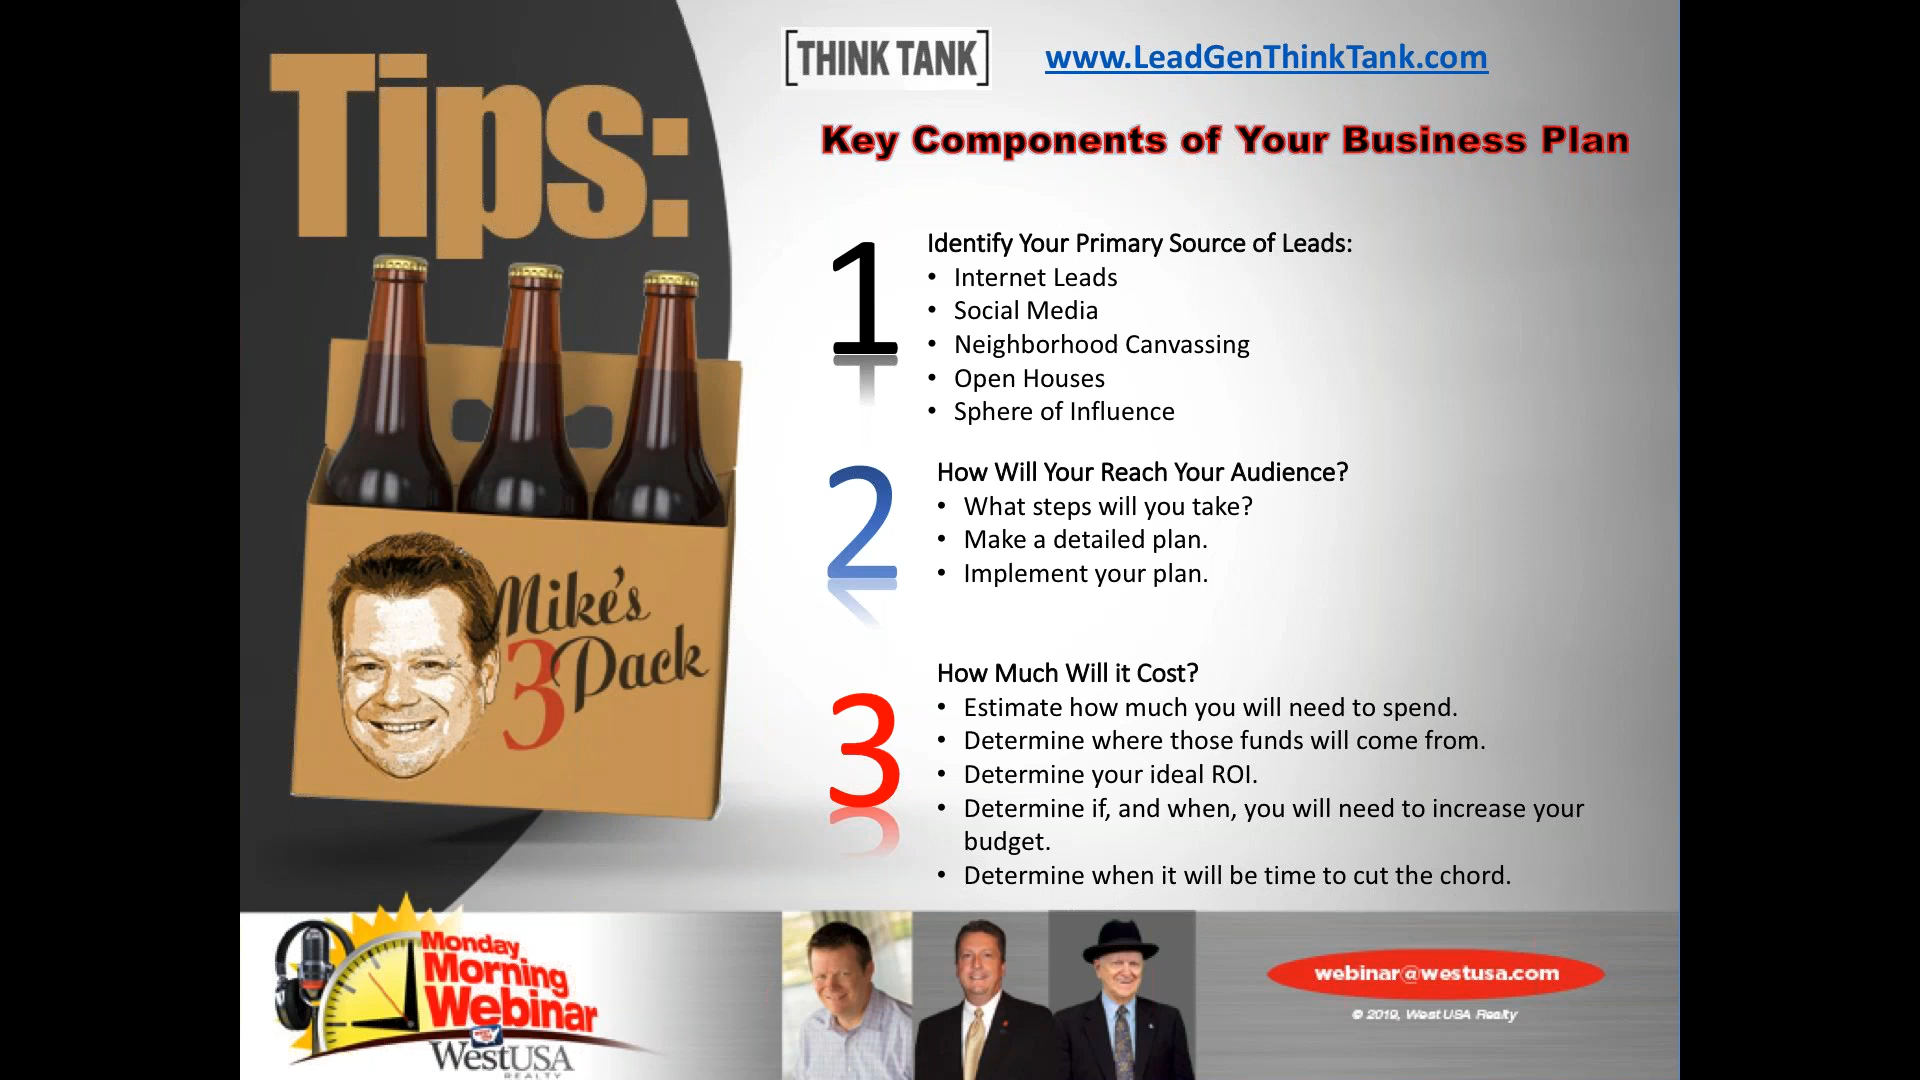 Tips:
[THINK TANK]
www.LeadGenThinkTank.com
Key Components of Your Business Plan
1
Identify Your Primary Source of Leads:
• Internet Leads
• Social Media
• Neighborhood Canvassing
• Open Houses
• Sphere of Influence
2
How Will Your Reach Your Audience?
• What steps will you take?
• Make a detailed plan.
• Implement your plan.
3
How Much Will it Cost?
• Estimate how much you will need to spend.
• Determine where those funds will come from.
• Determine your ideal ROI.
• Determine if, and when, you will need to increase your
budget.
• Determine when it will be time to cut the chord.
Mike's
3 Pack
Monday
Morning
Webinar
WestUSA
REALTY
webinar@westusa.com
© 2019, West USA Realty